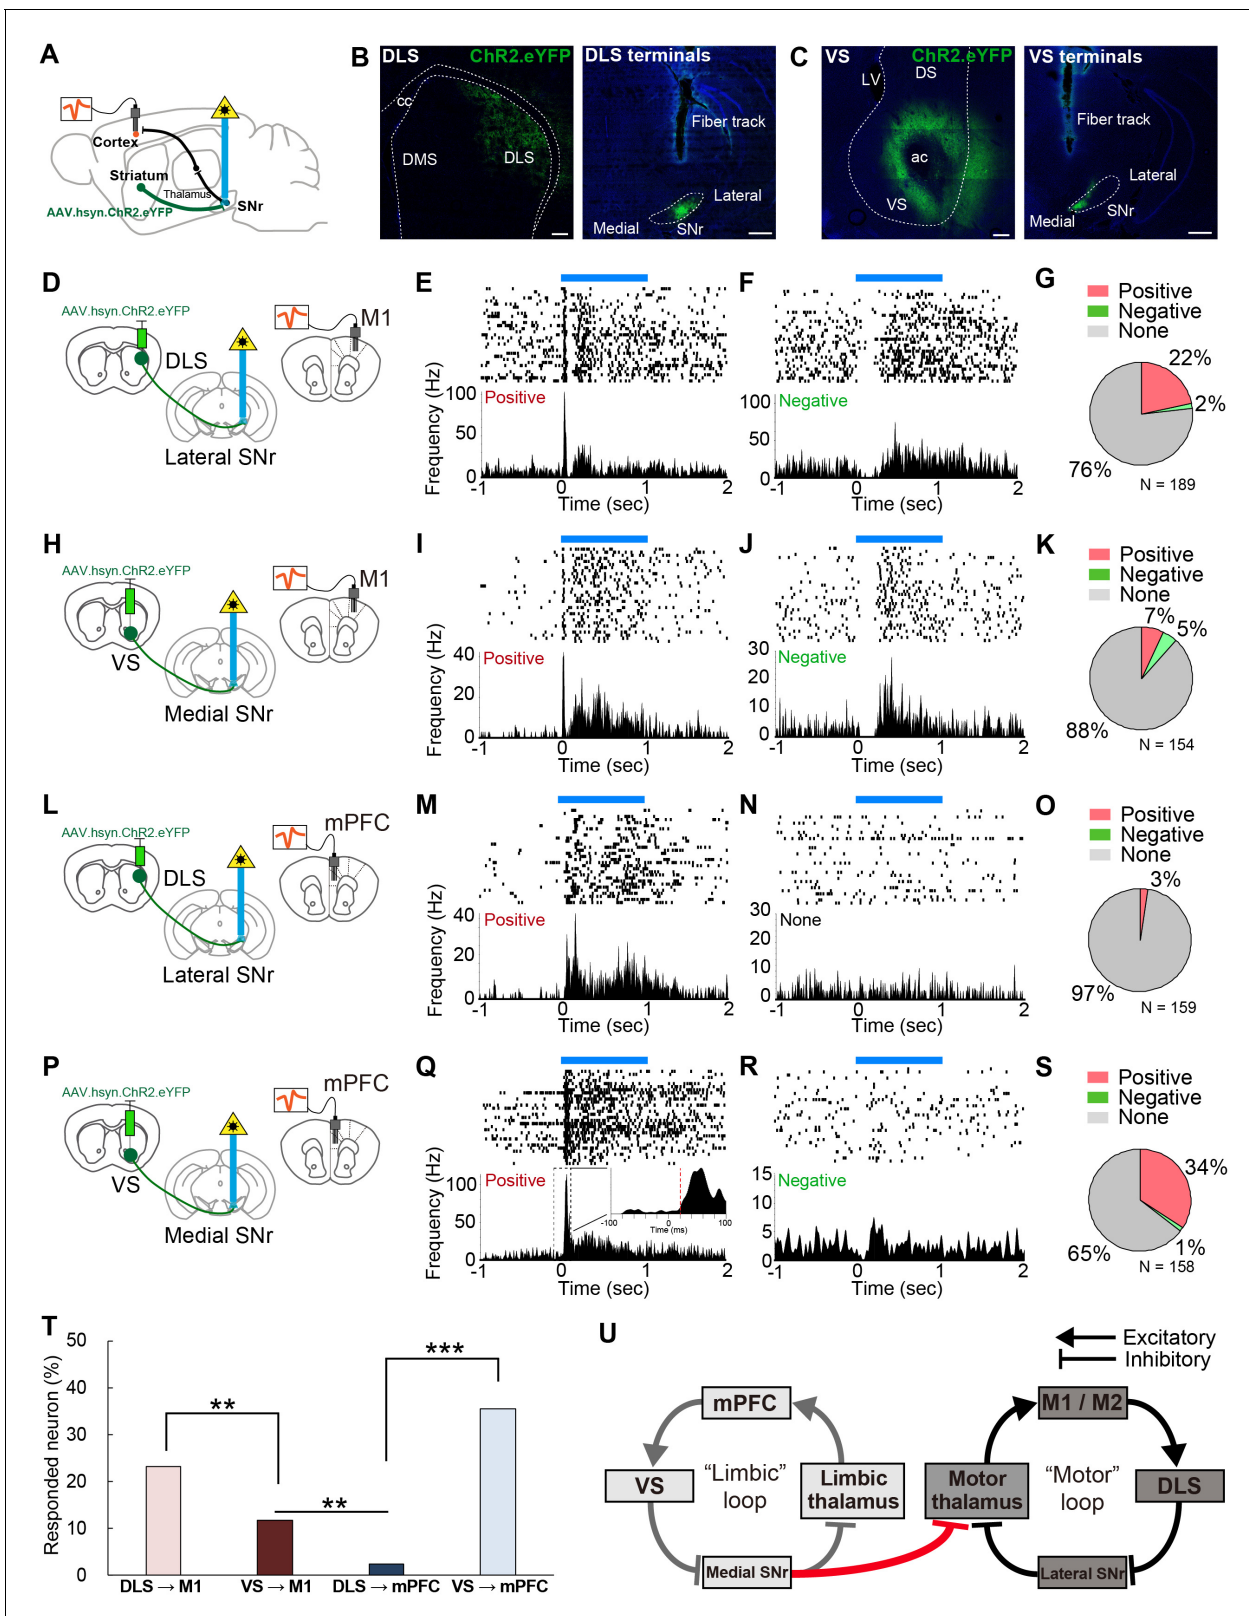 A
Cortex
Striatum
Thalamus
AAV.hsyn.ChR2.eYFP
SNr
B
DLS
ChR2.eYFP
cc
DMS
DLS
DLS terminals
Fiber track
Lateral
Medial
SNr
C
VS
ChR2.eYFP
LV
DS
ac
VS
VS terminals
Fiber track
Lateral
SNr
Medial
D
AAV.hsyn.ChR2.eYFP
DLS
M1
Lateral SNr
E
Frequency (Hz)
100
50
0
Positive
-1 0 1 2
Time (sec)
F
100
50
0
Negative
-1 0 1 2
Time (sec)
G
Positive
Negative
None
22%
2%
76%
N = 189
H
AAV.hsyn.ChR2.eYFP
VS
M1
Medial SNr
I
Frequency (Hz)
40
20
0
Positive
-1 0 1 2
Time (sec)
J
30
20
10
0
Negative
-1 0 1 2
Time (sec)
K
Positive
Negative
None
7%
5%
88%
N = 154
L
AAV.hsyn.ChR2.eYFP
DLS
mPFC
Lateral SNr
M
Frequency (Hz)
40
20
0
Positive
-1 0 1 2
Time (sec)
N
30
20
10
0
None
-1 0 1 2
Time (sec)
O
Positive
Negative
None
3%
97%
N = 159
P
AAV.hsyn.ChR2.eYFP
VS
mPFC
Medial SNr
Q
Frequency (Hz)
100
50
0
Positive
-100 0 100
Time (ms)
-1 0 1 2
Time (sec)
R
15
10
5
0
Negative
-1 0 1 2
Time (sec)
S
Positive
Negative
None
34%
1%
65%
N = 158
T
Responded neuron (%)
50
40
30
20
10
0
**
**
***
DLS → M1
VS → M1
DLS → mPFC
VS → mPFC
U
Excitatory
Inhibitory
mPFC
M1 / M2
VS
"Limbic"
loop
Limbic
thalamus
Motor
thalamus
"Motor"
loop
DLS
Medial SNr
Lateral SNr